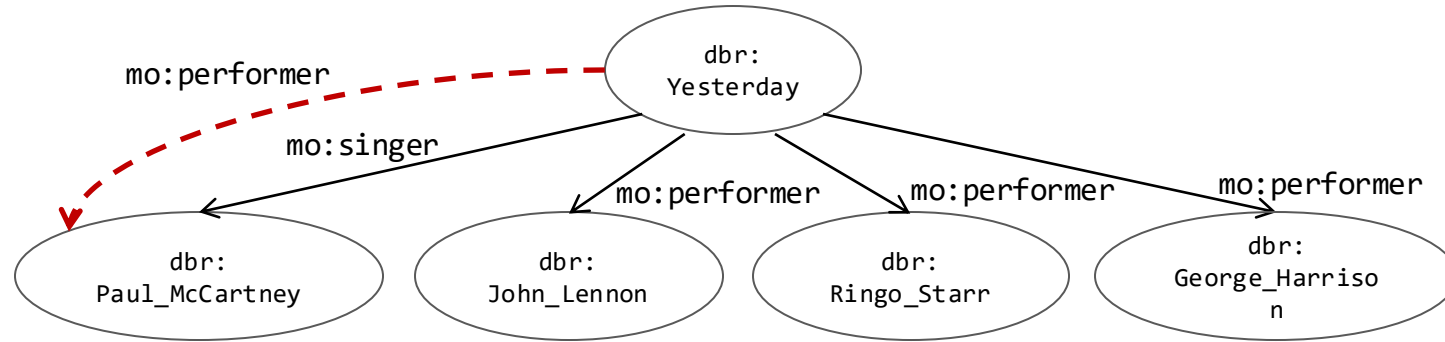 dbr:
Yesterday
mo:performer
mo:singer
mo:performer
mo:performer
mo:performer
dbr:
Paul_McCartney
dbr:
John_Lennon
dbr:
Ringo_Starr
dbr:
George_Harriso
n